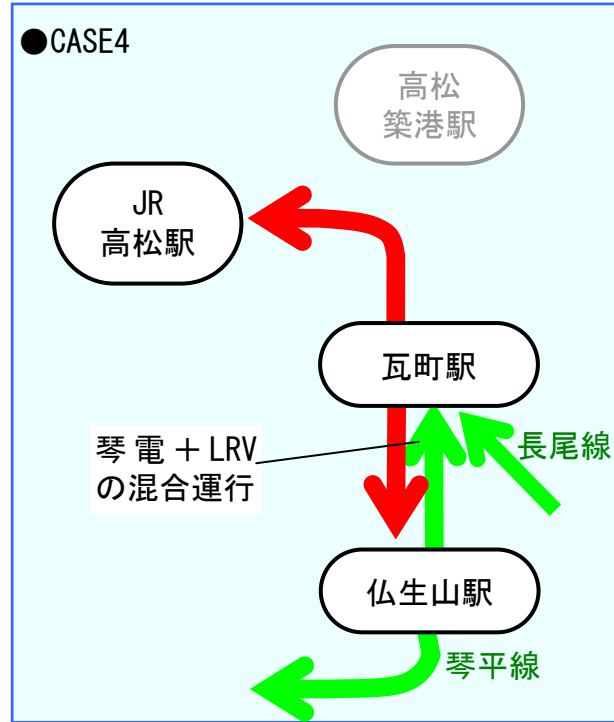 ●CASE4
高松
築港駅
JR
高松駅
瓦町駅
琴電＋LRV
の混合運行
長尾線
仏生山駅
琴平線